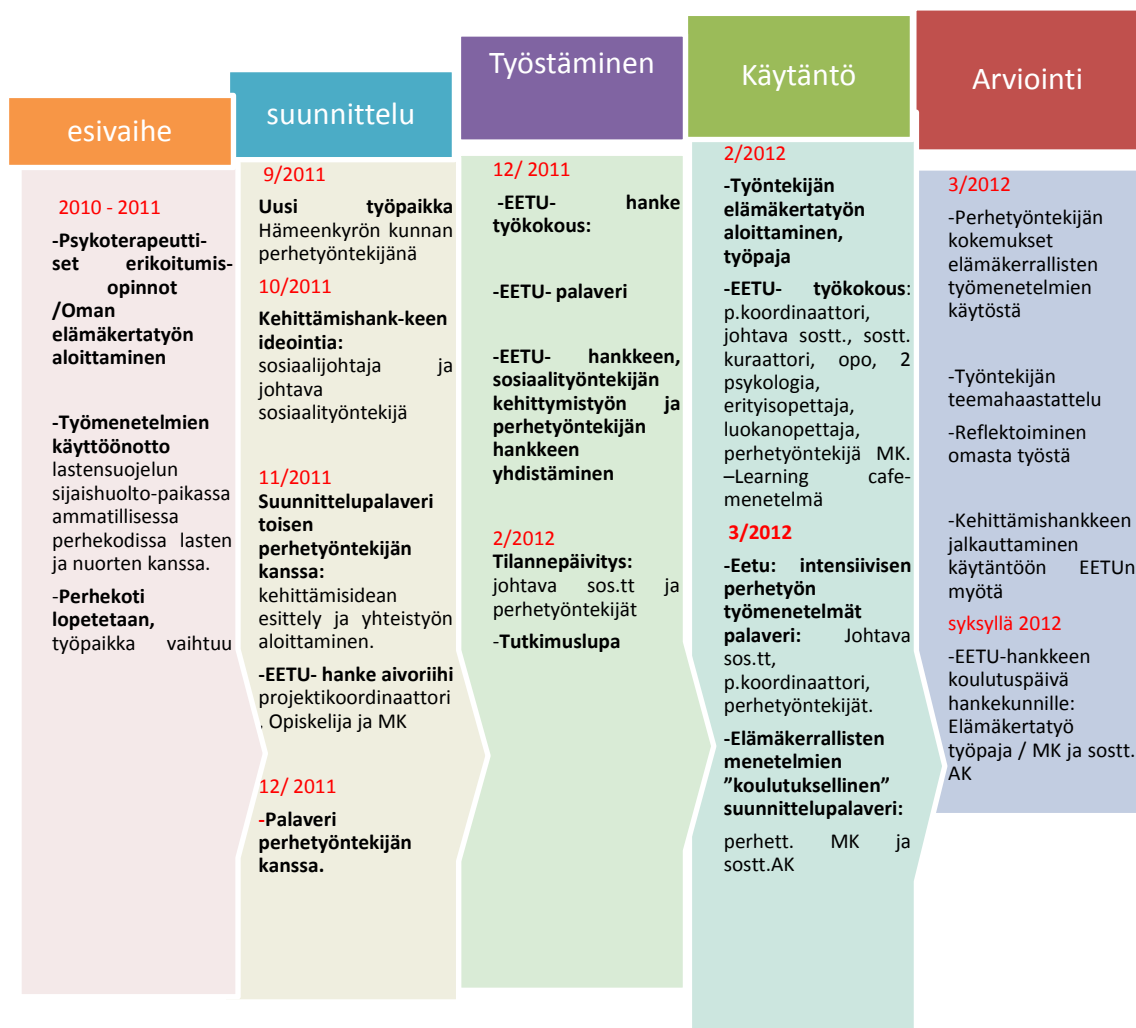 esivaihe
2010 - 2011
-Psykoterapeutti-
set erikoitumis-
opinnot
/Oman
elämäkertatyön
aloittaminen
-Työmenetelmien
käyttöönotto
lastensuojelun
sijaishuolto-paikassa
ammatillisessa
perhekodissa lasten
ja nuorten kanssa.
-Perhekoti
lopetetaan,
työpaikka vaihtuu
suunnittelu
9/2011
Uusi työpaikka
Hämeenkyrön kunnan
perhetyöntekijänä
10/2011
Kehittämishank-keen
ideointia:
sosiaalijohtaja ja
johtava
sosiaalityöntekijä
11/2011
Suunnittelupalaveri
toisen
perhetyöntekijän
kanssa:
kehittämisidean
esittely ja yhteistyön
aloittaminen.
-EETU- hanke aivoriihi
projektikoordinaattori
. Opiskelija ja MK
12/ 2011
-Palaveri
perhetyöntekijän
kanssa.
Työstäminen
12/ 2011
-EETU- hanke
työkokous:
-EETU- palaveri
-EETU- hankkeen,
sosiaalityöntekijän
kehittymistyön ja
perhetyöntekijän
hankkeen
yhdistäminen
2/2012
Tilannepäivitys:
johtava sos.tt ja
perhetyöntekijät
-Tutkimuslupa
Käytäntö
2/2012
-Työntekijän
elämäkertatyön
aloittaminen,
työpaja
-EETU- työkokous:
p.koordinaattori,
johtava sostt., sostt.
kuraattori, opo, 2
psykologia,
erityisopettaja,
luokanopettaja,
perhetyöntekijä MK.
–Learning cafe-
menetelmä
3/2012
-Eetu: intensiivisen
perhetyön
työmenetelmät
palaveri: Johtava
sos.tt,
p.koordinaattori,
perhetyöntekijät.
-Elämäkerrallisten
menetelmien
”koulutuksellinen”
suunnittelupalaveri:
perhett. MK ja
sostt.AK
Arviointi
3/2012
-Perhetyöntekijän
kokemukset
elämäkerrallisten
työmenetelmien
käytöstä
-Työntekijän
teemahaastattelu
-Reflektoiminen
omasta työstä
-Kehittämishankkeen
jalkauttaminen
käytäntöön EETUn
myötä
syksyllä 2012
-EETU-hankkeen
koulutuspäivä
hankekunnille:
Elämäkertatyö
työpaja / MK ja sostt.
AK